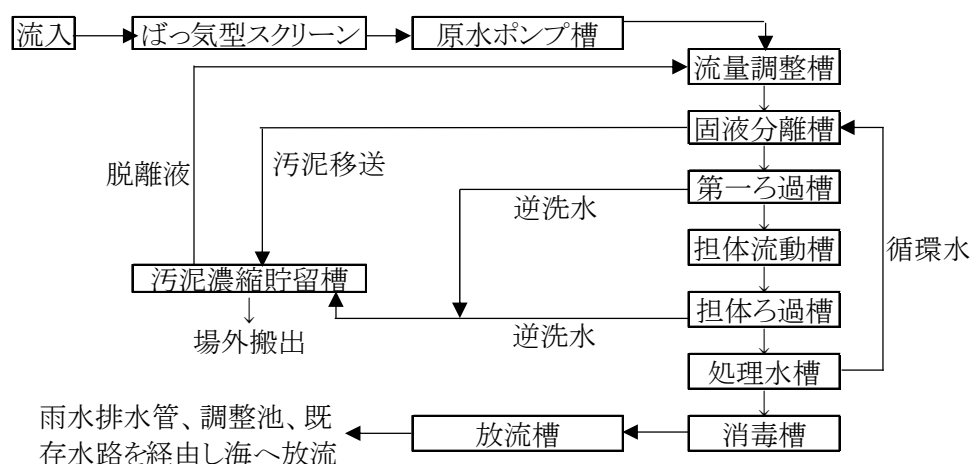 流入
ばっ気型スクリーン
原水ポンプ槽
流量調整槽
固液分離槽
汚泥移送
脱離液
第一ろ過槽
逆洗水
担体流動槽
循環水
汚泥濃縮貯留槽
担体ろ過槽
逆洗水
場外搬出
処理水槽
雨水排水管、調整池、既
存水路を経由し海へ放流
放流槽
消毒槽